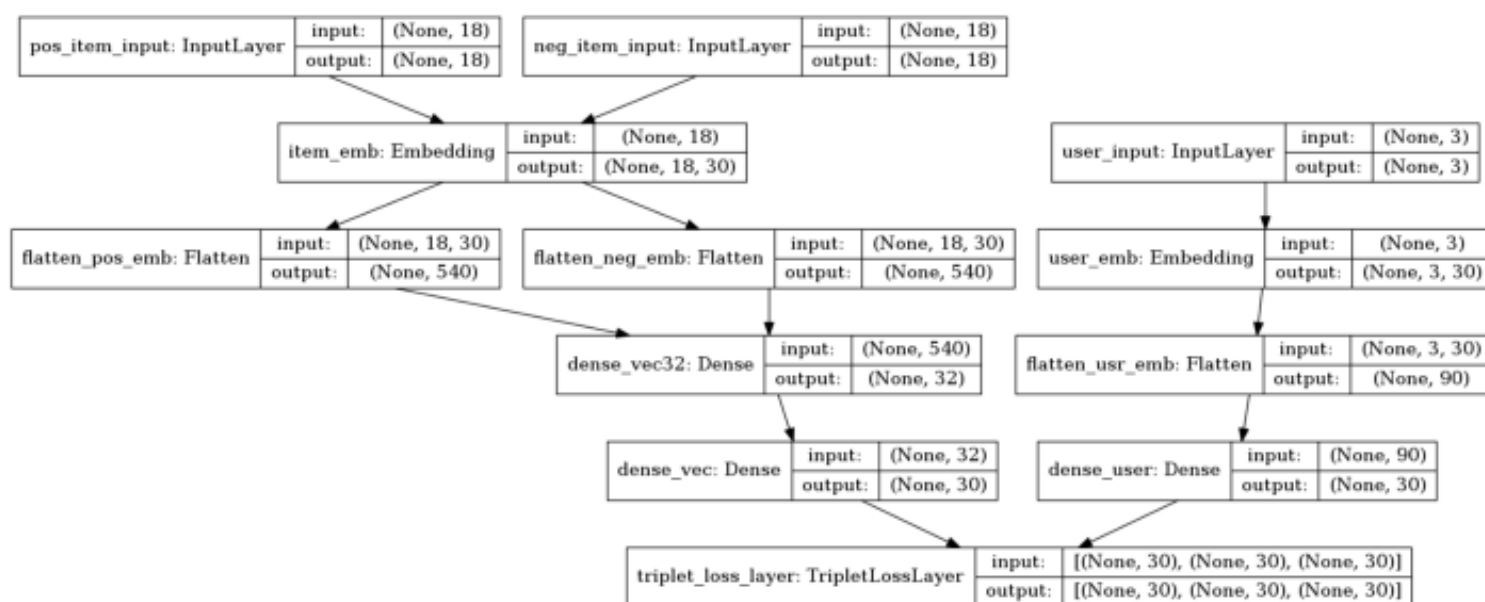 pos_item_input: InputLayer input: (None, 18)
output: (None, 18)
neg_item_input: InputLayer input: (None, 18)
output: (None, 18)
item_emb: Embedding input: (None, 18)
output: (None, 18, 30)
user_input: InputLayer input: (None, 3)
output: (None, 3)
flatten_pos_emb: Flatten input: (None, 18, 30)
output: (None, 540)
flatten_neg_emb: Flatten input: (None, 18, 30)
output: (None, 540)
user_emb: Embedding input: (None, 3)
output: (None, 3, 30)
dense_vec32: Dense input: (None, 540)
output: (None, 32)
flatten_usr_emb: Flatten input: (None, 3, 30)
output: (None, 90)
dense_vec: Dense input: (None, 32)
output: (None, 30)
dense_user: Dense input: (None, 90)
output: (None, 30)
triplet_loss_layer: TripletLossLayer input: [(None, 30), (None, 30), (None, 30)]
output: [(None, 30), (None, 30), (None, 30)]